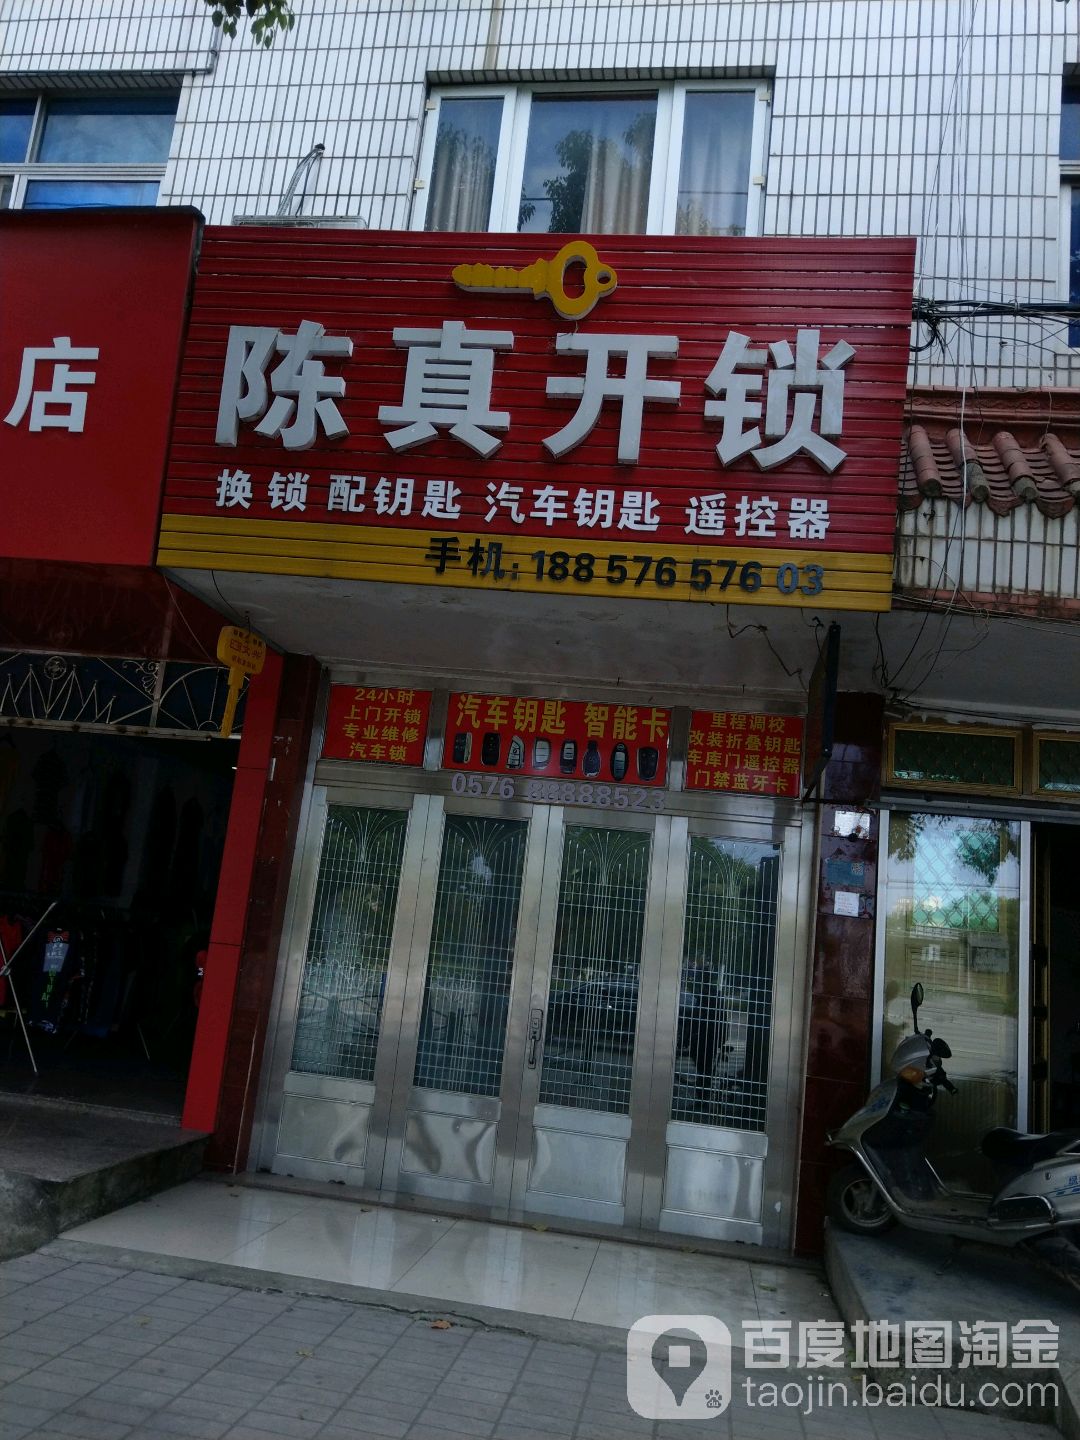 店
陈真开锁
换锁 配钥匙 汽车钥匙 遥控器
手机: 188 576 576 03
24小时
上门开锁
专业维修
汽车锁
汽车钥匙 智能卡
0576 88888523
里程调校
改装折叠钥匙
车库门遥控器
门禁蓝牙卡
百度地图淘金
taojin.baidu.com